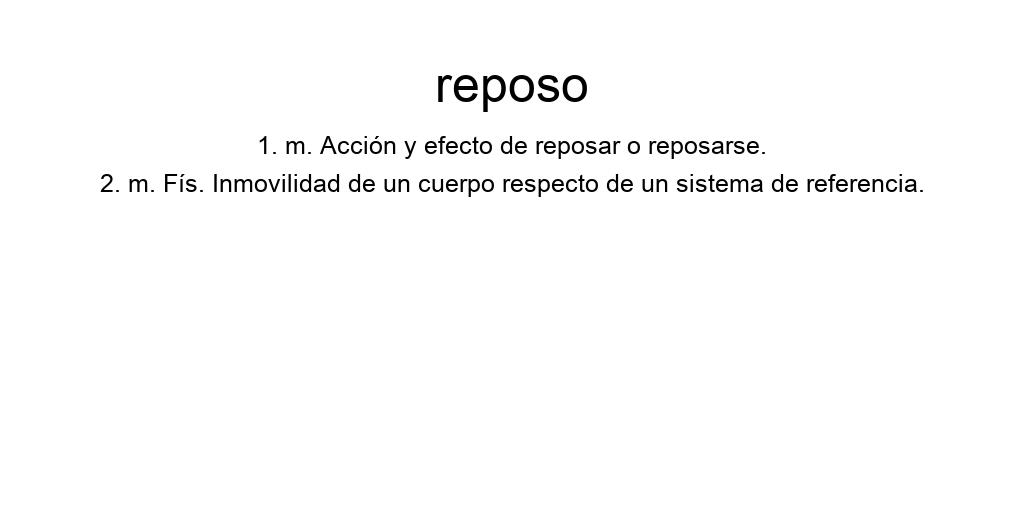 reposo
1. m. Acción y efecto de reposar o reposarse.
2. m. Fís. Inmovilidad de un cuerpo respecto de un sistema de referencia.